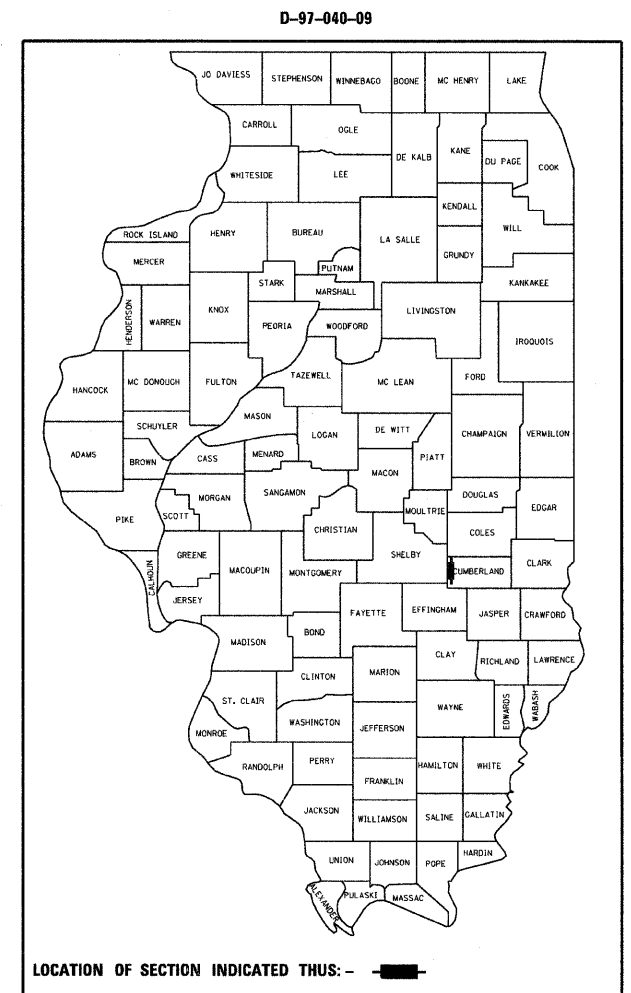 D-97-040-09
JO DAVIESS STEPHENSON WINNEBAGO BOONE MC HENRY LAKE
CARROLL OGLE
DE KALB KANE DU PAGE COOK
WHITESIDE LEE
KENDALL
WILL
ROCK ISLAND HENRY BUREAU LA SALLE
GRUNDY
MERCER PUTNAM
STARK MARSHALL KANKAKEE
HENDERSON WARREN KNOX PEORIA WOODFORD LIVINGSTON
IROQUOIS
HANCOCK MC DONOUGH FULTON TAZEWELL MC LEAN FORD
MASON
SCHUYLER LOGAN DE WITT CHAMPAIGN VERMILION
ADAMS BROWN CASS MENARD PIATT
MACON
MORGAN SANGAMON DOUGLAS
PIKE SCOTT CHRISTIAN MOULTRIE EDGAR
COLES
GREENE SHELBY
CALHOUN MACOUPIN MONTGOMERY CUMBERLAND CLARK
JERSEY FAYETTE EFFINGHAM JASPER CRAWFORD
MADISON BOND
CLAY RICHLAND LAWRENCE
CLINTON MARION
ST. CLAIR WAYNE EDWARDS WABASH
WASHINGTON JEFFERSON
MONROE
RANDOLPH PERRY HAMILTON WHITE
FRANKLIN
JACKSON WILLIAMSON SALINE GALLATIN
UNION JOHNSON POPE HARDIN
ALEXANDER PULASKI MASSAC
LOCATION OF SECTION INDICATED THUS: -